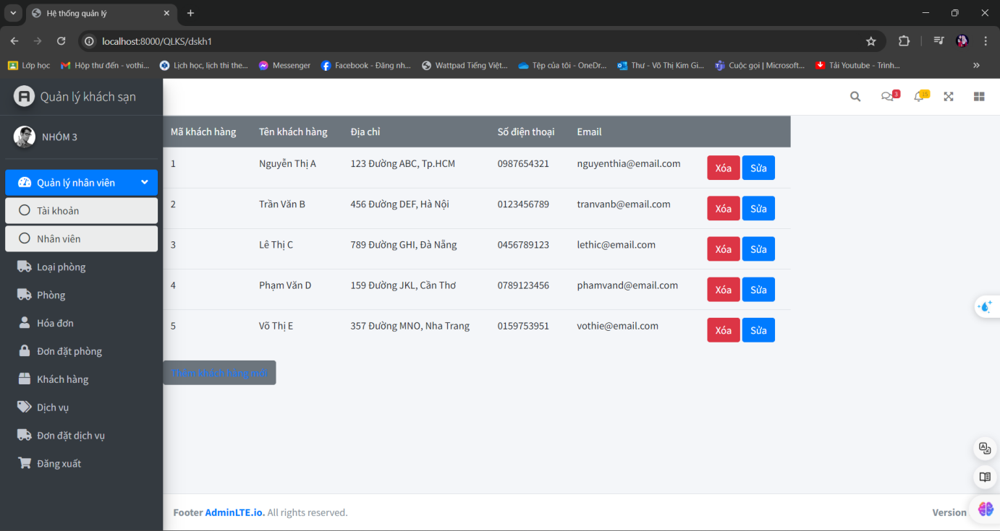 Hệ thống quản lý
localhost:8000/QLKS/dskh1
Lớp học Hộp thư đến - vothi... Lịch học, lịch thi the... Messenger Facebook - Đăng nh... Wattpad Tiếng Việt... Tệp của tôi - OneDr... Thư - Võ Thị Kim Gi... Cuộc gọi | Microsoft... Tải Youtube - Trình...
Quản lý khách sạn
3 15
NHÓM 3
Quản lý nhân viên
Tài khoản
Nhân viên
Loại phòng
Phòng
Hóa đơn
Đơn đặt phòng
Khách hàng
Dịch vụ
Đơn đặt dịch vụ
Đăng xuất
Mã khách hàng Tên khách hàng Địa chỉ Số điện thoại Email
1 Nguyễn Thị A 123 Đường ABC, Tp.HCM 0987654321 nguyenthia@email.com Xóa Sửa
2 Trần Văn B 456 Đường DEF, Hà Nội 0123456789 tranvanb@email.com Xóa Sửa
3 Lê Thị C 789 Đường GHI, Đà Nẵng 0456789123 lethic@email.com Xóa Sửa
4 Phạm Văn D 159 Đường JKL, Cần Thơ 0789123456 phamvand@email.com Xóa Sửa
5 Võ Thị E 357 Đường MNO, Nha Trang 0159753951 vothie@email.com Xóa Sửa
Thêm khách hàng mới
Footer AdminLTE.io. All rights reserved.
Version